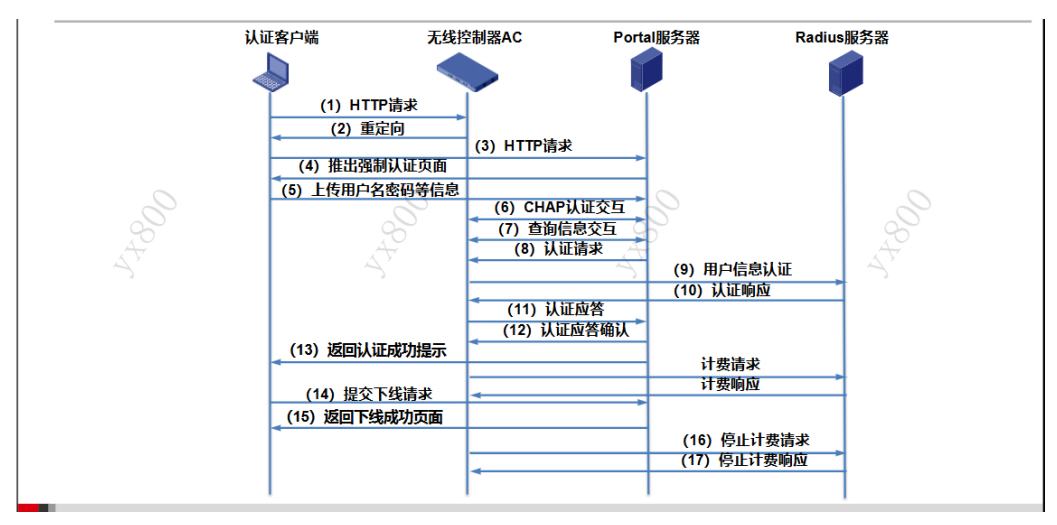 认证客户端
无线控制器AC
Portal服务器
Radius服务器
(1) HTTP请求
(2) 重定向
(3) HTTP请求
(4) 推出强制认证页面
(5) 上传用户名密码等信息
(6) CHAP认证交互
(7) 查询信息交互
(8) 认证请求
(9) 用户信息认证
(10) 认证响应
(11) 认证应答
(12) 认证应答确认
(13) 返回认证成功提示
计费请求
计费响应
(14) 提交下线请求
(15) 返回下线成功页面
(16) 停止计费请求
(17) 停止计费响应
yx800
yx800
yx800
yx800